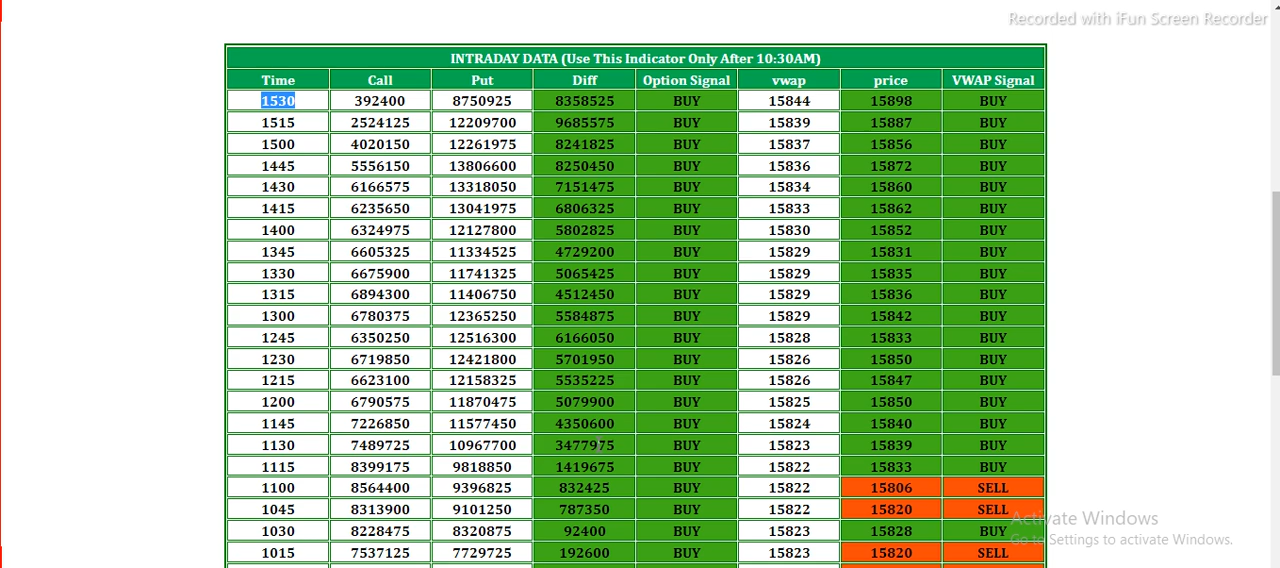 Recorded with iFun Screen Recorder
INTRADAY DATA (Use This Indicator Only After 10:30AM)
Time Call Put Diff Option Signal vwap price VWAP Signal
1530 392400 8750925 8358525 BUY 15844 15898 BUY
1515 2524125 12209700 9685575 BUY 15839 15887 BUY
1500 4020150 12261975 8241825 BUY 15837 15856 BUY
1445 5556150 13806600 8250450 BUY 15836 15872 BUY
1430 6166575 13318050 7151475 BUY 15834 15860 BUY
1415 6235650 13041975 6806325 BUY 15833 15862 BUY
1400 6324975 12127800 5802825 BUY 15830 15852 BUY
1345 6605325 11334525 4729200 BUY 15829 15831 BUY
1330 6675900 11741325 5065425 BUY 15829 15835 BUY
1315 6894300 11406750 4512450 BUY 15829 15836 BUY
1300 6780375 12365250 5584875 BUY 15829 15842 BUY
1245 6350250 12516300 6166050 BUY 15828 15833 BUY
1230 6719850 12421800 5701950 BUY 15826 15850 BUY
1215 6623100 12158325 5535225 BUY 15826 15847 BUY
1200 6790575 11870475 5079900 BUY 15825 15850 BUY
1145 7226850 11577450 4350600 BUY 15824 15840 BUY
1130 7489725 10967700 3477975 BUY 15823 15839 BUY
1115 8399175 9818850 1419675 BUY 15822 15833 BUY
1100 8564400 9396825 832425 BUY 15822 15806 SELL
1045 8313900 9101250 787350 BUY 15822 15820 SELL
1030 8228475 8320875 92400 BUY 15823 15828 BUY
1015 7537125 7729725 192600 BUY 15823 15820 SELL
Activate Windows
Go to Settings to activate Windows.